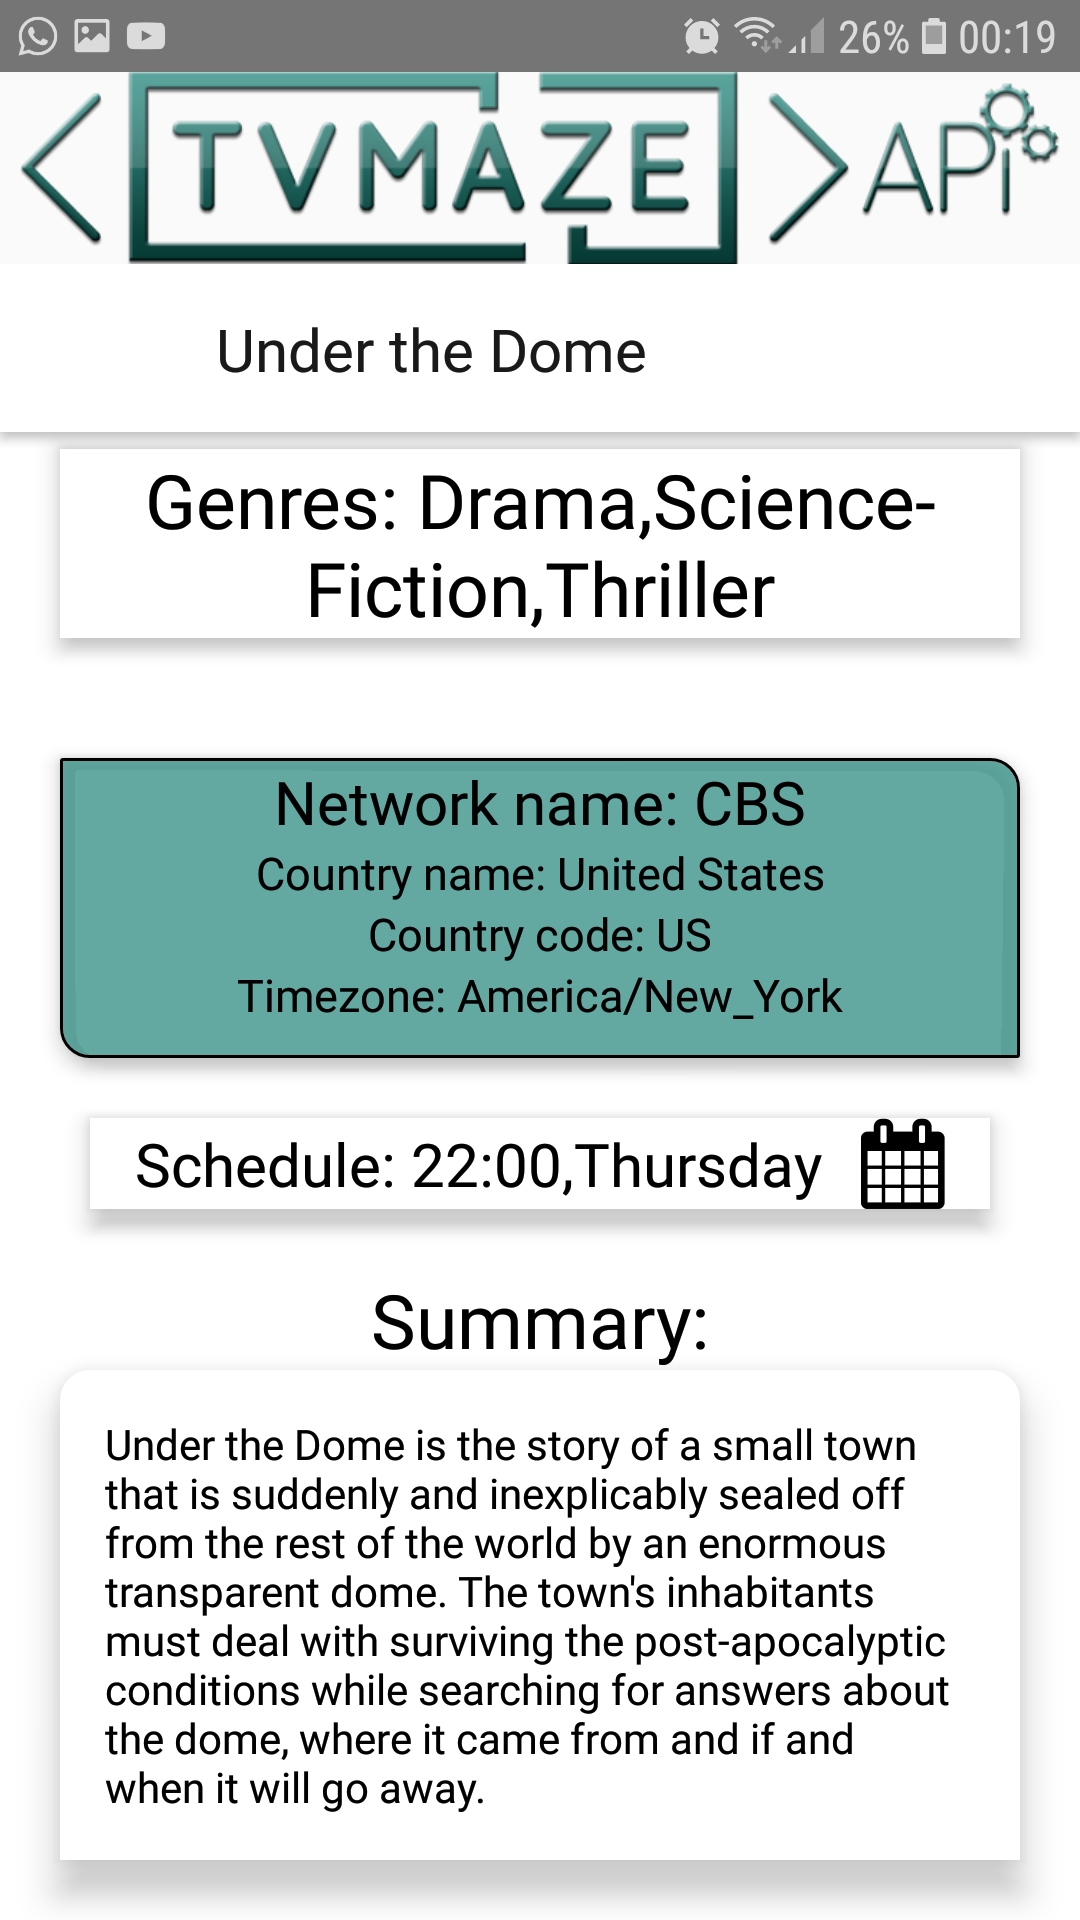 26% 00:19
TVMAZE API
Under the Dome
Genres: Drama,Science-
Fiction,Thriller
Network name: CBS
Country name: United States
Country code: US
Timezone: America/New_York
Schedule: 22:00,Thursday
Summary:
Under the Dome is the story of a small town
that is suddenly and inexplicably sealed off
from the rest of the world by an enormous
transparent dome. The town's inhabitants
must deal with surviving the post-apocalyptic
conditions while searching for answers about
the dome, where it came from and if and
when it will go away.